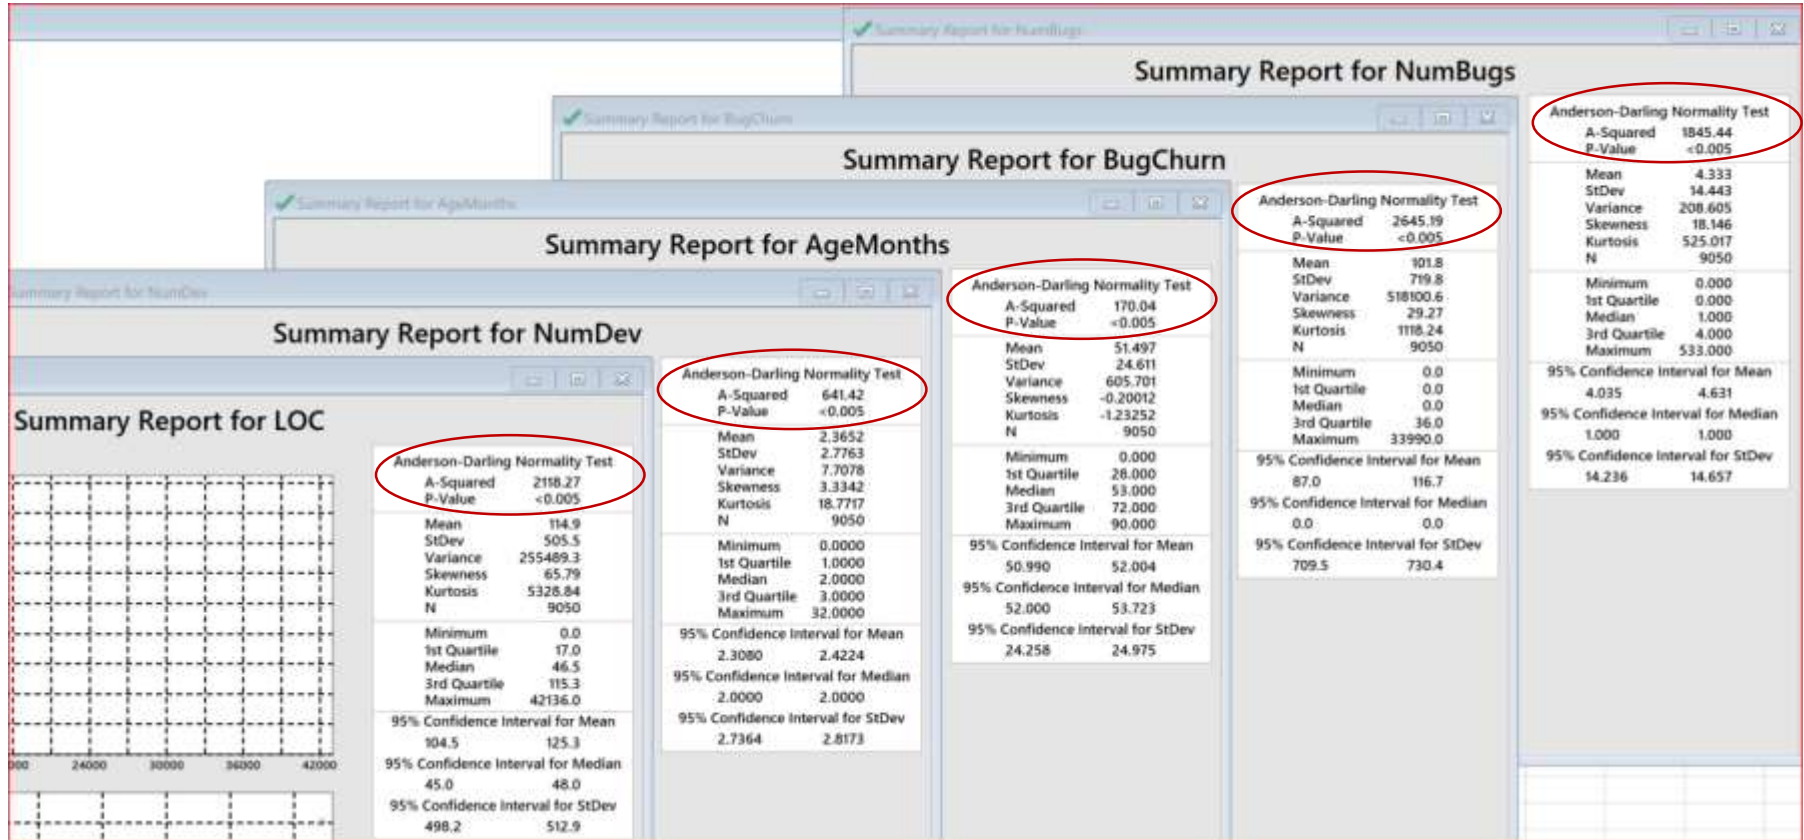 Summary Report for NumBugs
Summary Report for NumBugs
Anderson-Darling Normality Test
A-Squared 1845.44
P-Value <0.005
Mean 4.333
StDev 14.443
Variance 208.605
Skewness 18.146
Kurtosis 525.017
N 9050
Minimum 0.000
1st Quartile 0.000
Median 1.000
3rd Quartile 4.000
Maximum 533.000
95% Confidence Interval for Mean
4.035 4.631
95% Confidence Interval for Median
1.000 1.000
95% Confidence Interval for StDev
14.236 14.657
Summary Report for BugChurn
Summary Report for BugChurn
Anderson-Darling Normality Test
A-Squared 2645.19
P-Value <0.005
Mean 101.8
StDev 719.8
Variance 518100.6
Skewness 29.27
Kurtosis 1118.24
N 9050
Minimum 0.0
1st Quartile 0.0
Median 0.0
3rd Quartile 36.0
Maximum 33990.0
95% Confidence Interval for Mean
87.0 116.7
95% Confidence Interval for Median
0.0 0.0
95% Confidence Interval for StDev
709.5 730.4
Summary Report for AgeMonths
Summary Report for AgeMonths
Anderson-Darling Normality Test
A-Squared 170.04
P-Value <0.005
Mean 51.497
StDev 24.611
Variance 605.701
Skewness -0.20012
Kurtosis -1.23252
N 9050
Minimum 0.000
1st Quartile 28.000
Median 53.000
3rd Quartile 72.000
Maximum 90.000
95% Confidence Interval for Mean
50.990 52.004
95% Confidence Interval for Median
52.000 53.723
95% Confidence Interval for StDev
24.258 24.975
Summary Report for NumDev
Summary Report for NumDev
Anderson-Darling Normality Test
A-Squared 641.42
P-Value <0.005
Mean 2.3652
StDev 2.7763
Variance 7.7078
Skewness 3.3342
Kurtosis 18.7717
N 9050
Minimum 0.0000
1st Quartile 1.0000
Median 2.0000
3rd Quartile 3.0000
Maximum 32.0000
95% Confidence Interval for Mean
2.3080 2.4224
95% Confidence Interval for Median
2.0000 2.0000
95% Confidence Interval for StDev
2.7364 2.8173
Summary Report for LOC
Anderson-Darling Normality Test
A-Squared 2118.27
P-Value <0.005
Mean 114.9
StDev 505.5
Variance 255489.3
Skewness 65.79
Kurtosis 5328.84
N 9050
Minimum 0.0
1st Quartile 17.0
Median 46.5
3rd Quartile 115.3
Maximum 42136.0
95% Confidence Interval for Mean
104.5 125.3
95% Confidence Interval for Median
45.0 48.0
95% Confidence Interval for StDev
498.2 512.9
24000 30000 36000 42000